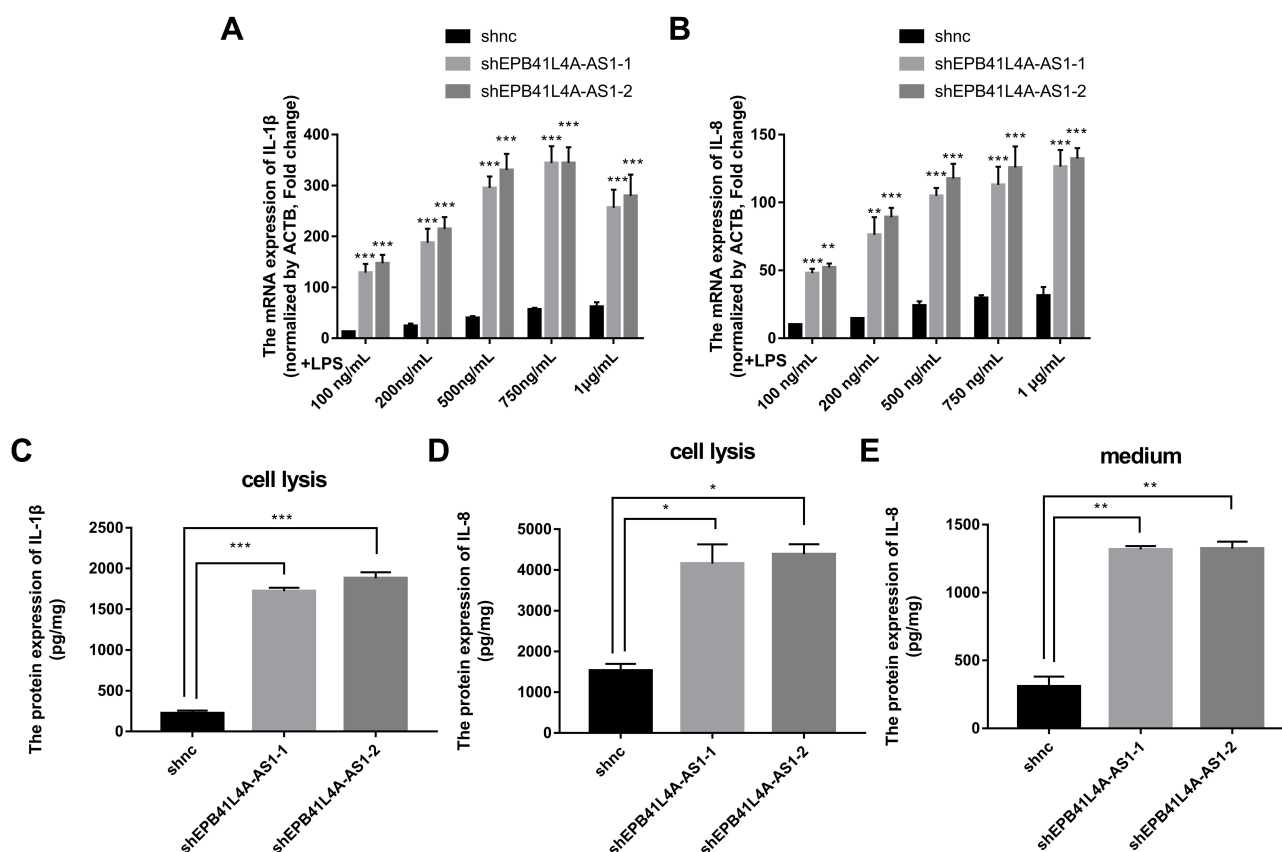 A
shnc
shEPB41L4A-AS1-1
shEPB41L4A-AS1-2
The mRNA expression of IL-1β
(normalized by ACTB, Fold change)
400
300
200
100
0
*** *** *** *** *** *** *** *** *** ***
+LPS
100 ng/mL
200ng/mL
500ng/mL
750ng/mL
1μg/mL
B
shnc
shEPB41L4A-AS1-1
shEPB41L4A-AS1-2
The mRNA expression of IL-8
(normalized by ACTB, Fold change)
150
100
50
0
*** ** ** *** *** *** *** *** *** ***
+LPS
100 ng/mL
200 ng/mL
500 ng/mL
750 ng/mL
1 μg/mL
C
cell lysis
The protein expression of IL-1β
(pg/mg)
2500
2000
1500
1000
500
0
***
***
shnc
shEPB41L4A-AS1-1
shEPB41L4A-AS1-2
D
cell lysis
The protein expression of IL-8
(pg/mg)
5000
4000
3000
2000
1000
0
*
*
shnc
shEPB41L4A-AS1-1
shEPB41L4A-AS1-2
E
medium
The protein expression of IL-8
(pg/mg)
1500
1000
500
0
**
**
shnc
shEPB41L4A-AS1-1
shEPB41L4A-AS1-2